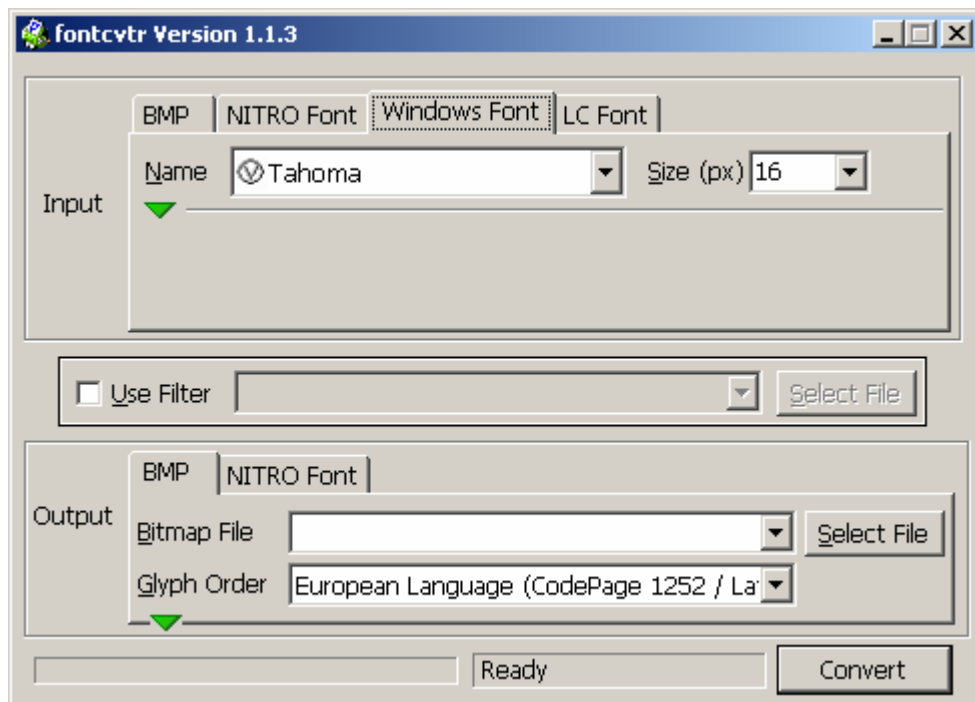 fontcvtr Version 1.1.3
BMP NITRO Font Windows Font LC Font
Name Tahoma Size (px) 16
Input
Use Filter Select File
BMP NITRO Font
Output
Bitmap File Select File
Glyph Order European Language (CodePage 1252 / La
Ready Convert